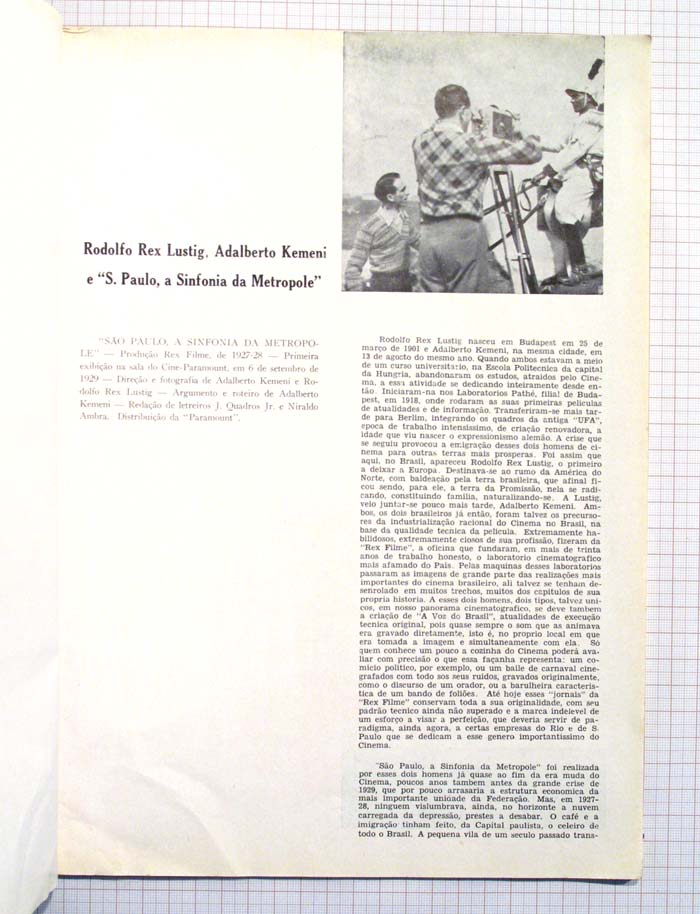 Rodolfo Rex Lustig, Adalberto Kemeni
e "S. Paulo, a Sinfonia da Metropole"
"SÃO PAULO, A SINFONIA DA METROPO-
LE" — Produção Rex Filme, de 1927-28 — Primeira
exibição na sala do Cine-Paramount, em 6 de setembro de
1929 — Direção e fotografia de Adalberto Kemeni e Ro-
dolfo Rex Lustig — Argumento e roteiro de Adalberto
Kemeni — Redação de letreiros J. Quadros Jr. e Niraldo
Ambra. Distribuição da "Paramount".
Rodolfo Rex Lustig nasceu em Budapest em 25 de
março de 1901 e Adalberto Kemeni, na mesma cidade, em
13 de agocto do mesmo ano. Quando ambos estavam a meio
de um curso universitario, na Escola Politecnica da capital
da Hungria, abandonaram os estudos, atraidos pelo Cine-
ma, a essa atividade se dedicando inteiramente desde en-
tão. Iniciaram-na nos Laboratorios Pathé, filial de Buda-
pest, em 1918, onde rodaram as suas primeiras peliculas
de atualidades e de informação. Transferiram-se mais tar-
de para Berlim, integrando os quadros da antiga "UFA",
epoca de trabalho intensissimo, de criação renovadora, a
idade que viu nascer o expressionismo alemão. A crise que
se seguiu provocou a emigração desses dois homens de ci-
nema para outras terras mais prosperas. Foi assim que
aqui, no Brasil, apareceu Rodolfo Rex Lustig, o primeiro
a deixar a Europa. Destinava-se ao rumo da América do
Norte, com baldeação pela terra brasileira, que afinal fi-
cou sendo, para ele, a terra da Promissão, nela se radi-
cando, constituindo familia, naturalizando-se. A Lustig,
veio juntar-se pouco mais tarde, Adalberto Kemeni. Am-
bos, os dois brasileiros já então, foram talvez os precurso-
res da industrialização racional do Cinema no Brasil, na
base da qualidade tecnica da pelicula. Extremamente ha-
bilidosos, extremamente ciosos de sua profissão, fizeram da
"Rex Filme", a oficina que fundaram, em mais de trinta
anos de trabalho honesto, o laboratorio cinematografico
mais afamado do Pais. Pelas maquinas desses laboratorios
passaram as imagens de grande parte das realizações mais
importantes do cinema brasileiro, ali talvez se tenham de-
senrolado em muitos trechos, muitos dos capitulos de sua
propria historia. A esses dois homens, dois tipos, talvez uni-
cos, em nosso panorama cinematografico, se deve tambem
a criação de "A Voz do Brasil", atualidades de execução
tecnica original, pois quase sempre o som que as animava
era gravado diretamente, isto é, no proprio local em que
era tomada a imagem e simultaneamente com ela. Só
quem conhece um pouco a cozinha do Cinema poderá ava-
liar com precisão o que essa façanha representa: um co-
micio politico, por exemplo, ou um baile de carnaval cine-
grafados com todo sos seus ruidos, gravados originalmente,
como o discurso de um orador, ou a barulheira caracteris-
tica de um bando de foliões. Até hoje esses "jornais" da
"Rex Filme" conservam toda a sua originalidade, com seu
padrão tecnico ainda não superado e a marca indelevel de
um esforço a visar a perfeição, que deveria servir de pa-
radigma, ainda agora, a certas empresas do Rio e de S.
Paulo que se dedicam a esse genero importantissimo do
Cinema.
"São Paulo, a Sinfonia da Metropole" foi realizada
por esses dois homens já quase ao fim da era muda do
Cinema, poucos anos tambem antes da grande crise de
1929, que por pouco arrasaria a estrutura economica da
mais importante unidade da Federação. Mas, em 1927-
28, ninguem vislumbrava, ainda, no horizonte a nuvem
carregada da depressão, prestes a desabar. O café e a
imigração tinham feito, da Capital paulista, o celeiro de
todo o Brasil. A pequena vila de um seculo passado trans-